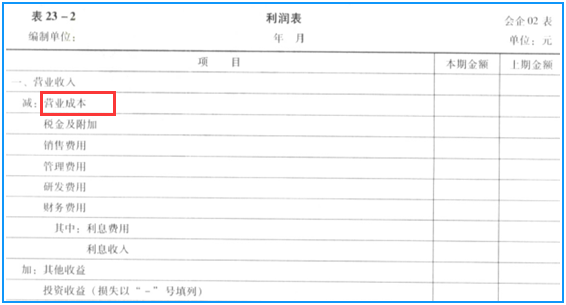 表 23-2 利润表 会企 02 表
编制单位: 年 月 单位: 元
项 目 本期金额 上期金额
一、营业收入
减: 营业成本
税金及附加
销售费用
管理费用
研发费用
财务费用
其中: 利息费用
利息收入
加: 其他收益
投资收益 (损失以“-”号填列)